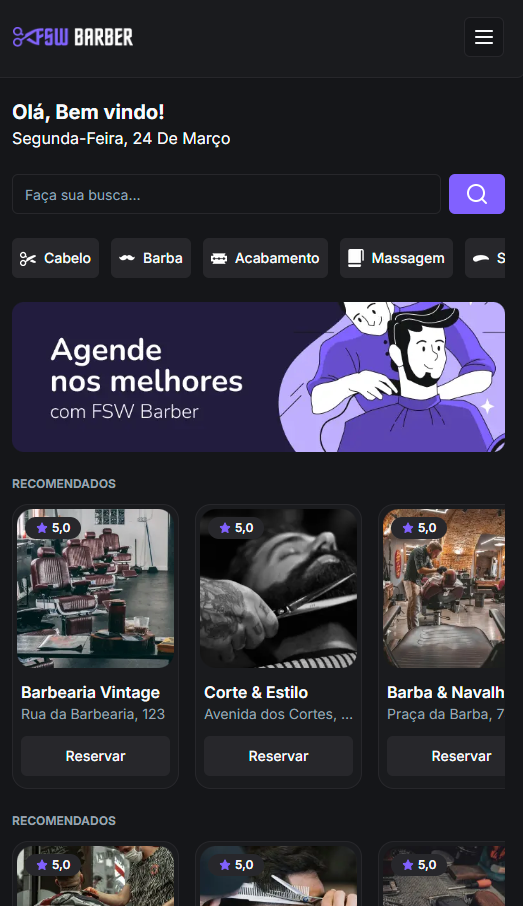 FSW BARBER
Olá, Bem vindo!
Segunda-Feira, 24 De Março
Faça sua busca...
Cabelo
Barba
Acabamento
Massagem
S
Agende
nos melhores
com FSW Barber
RECOMENDADOS
5,0
5,0
5,0
Barbearia Vintage
Corte & Estilo
Barba & Navalh
Rua da Barbearia, 123
Avenida dos Cortes, ...
Praça da Barba, 7
Reservar
Reservar
Reservar
RECOMENDADOS
5,0
5,0
5,0